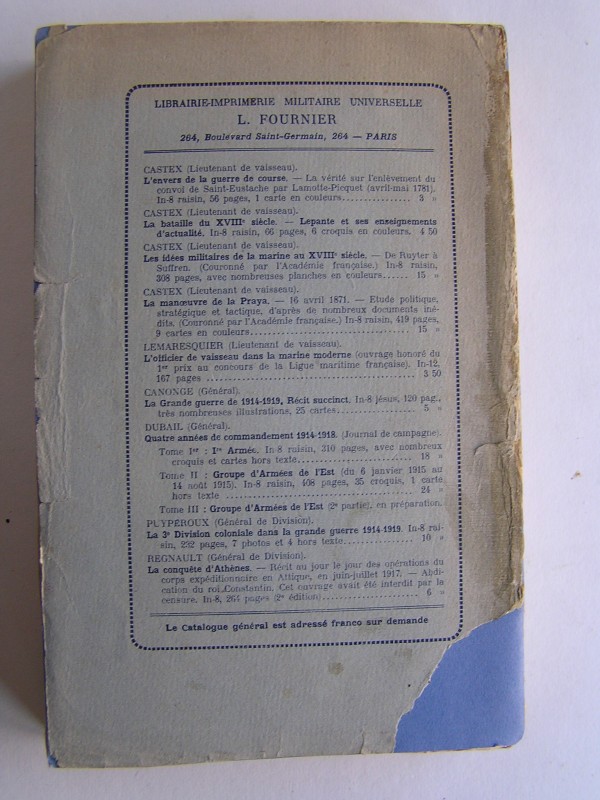 LIBRAIRIE-IMPRIMERIE MILITAIRE UNIVERSELLE
L. FOURNIER
264, Boulevard Saint-Germain, 264 — PARIS
CASTEX (Lieutenant de vaisseau).
L'envers de la guerre de course. — La vérité sur l'enlèvement du
convoi de Saint-Eustache par Lamotte-Picquet (avril-mai 1781).
In-8 raisin, 56 pages, 1 carte en couleurs................ 3 »
CASTEX (Lieutenant de vaisseau).
La bataille du XVIIIe siècle. — Lepante et ses enseignements
d'actualité. In-8 raisin, 66 pages, 6 croquis en couleurs. 4 50
CASTEX (Lieutenant de vaisseau).
Les idées militaires de la marine au XVIIIe siècle. — De Ruyter à
Suffren. (Couronné par l'Académie française.) In-8 raisin,
308 pages, avec nombreuses planches en couleurs...... 15 »
CASTEX (Lieutenant de vaisseau).
La manœuvre de la Praya. — 16 avril 1871. — Etude politique,
stratégique et tactique, d'après de nombreux documents iné-
dits. (Couronné par l'Académie française.) In-8 raisin, 419 pages,
9 cartes en couleurs................ 15 »
LEMARESQUIER (Lieutenant de vaisseau).
L'officier de vaisseau dans la marine moderne (ouvrage honoré du
1er prix au concours de la Ligue maritime française). In-12,
167 pages ................ 3 50
CANONGE (Général).
La Grande guerre de 1914-1919, Récit succinct. In-8 jésus, 120 pag.,
très nombreuses illustrations, 25 cartes................ 5 »
DUBAIL (Général).
Quatre années de commandement 1914-1918. (Journal de campagne).
Tome Ier : Ire Armée. In-8 raisin, 310 pages, avec nombreux
croquis et cartes hors texte................ 18 »
Tome II : Groupe d'Armées de l'Est (du 6 janvier 1915 au
14 août 1915). In-8 raisin, 408 pages, 35 croquis, 1 carte
hors texte ................ 24 »
Tome III : Groupe d'Armées de l'Est (2e partie), en préparation.
PUYPÉROUX (Général de Division).
La 3e Division coloniale dans la grande guerre 1914-1919. In-8 rai-
sin, 292 pages, 7 photos et 4 hors texte................ 10 »
REGNAULT (Général de Division).
La conquête d'Athènes. — Récit au jour le jour des opérations du
corps expéditionnaire en Attique, en juin-juillet 1917. — Abdi-
cation du roi Constantin. Cet ouvrage avait été interdit par la
censure. In-8, 261 pages (2e édition)................ 6 »
Le Catalogue général est adressé franco sur demande